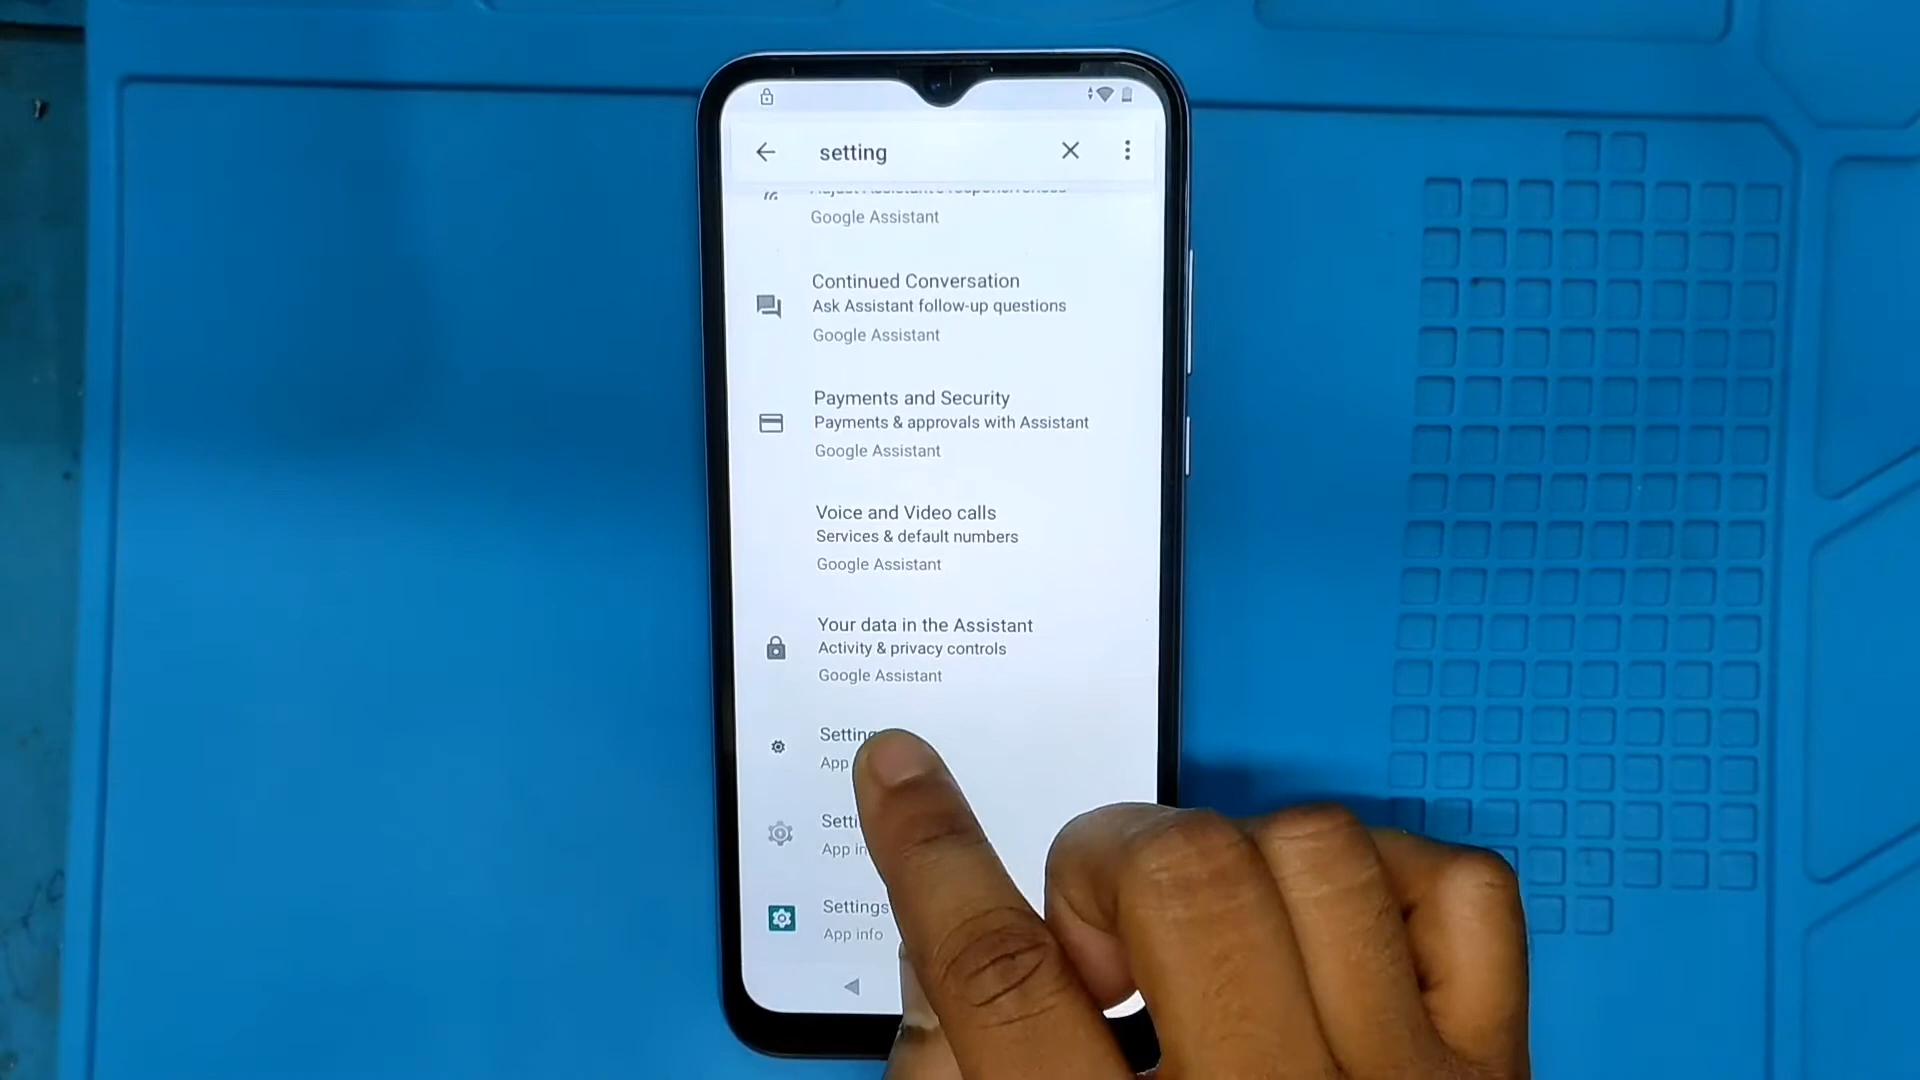 setting
Google Assistant
Continued Conversation
Ask Assistant follow-up questions
Google Assistant
Payments and Security
Payments & approvals with Assistant
Google Assistant
Voice and Video calls
Services & default numbers
Google Assistant
Your data in the Assistant
Activity & privacy controls
Google Assistant
Setting
App
Setti
App in
Settings
App info